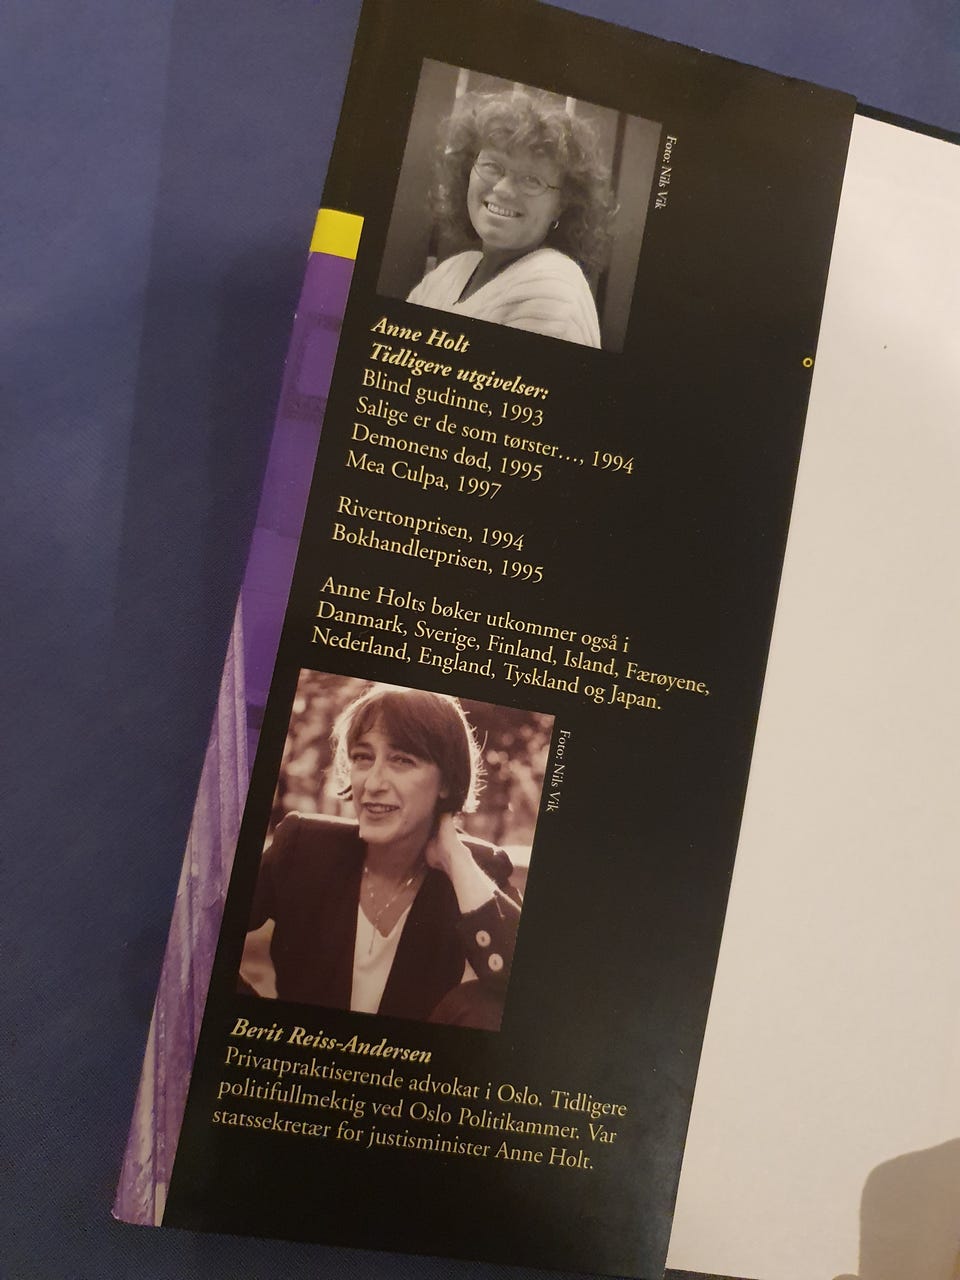 Foto: Nils Vik
Anne Holt
Tidligere utgivelser:
Blind gudinne, 1993
Salige er de som tørster…, 1994
Demonens død, 1995
Mea Culpa, 1997
Rivertonprisen, 1994
Bokhandlerprisen, 1995
Anne Holts bøker utkommer også i
Danmark, Sverige, Finland, Island, Færøyene,
Nederland, England, Tyskland og Japan.
Foto: Nils Vik
Berit Reiss-Andersen
Privatpraktiserende advokat i Oslo. Tidligere
politifullmektig ved Oslo Politikammer. Var
statssekretær for justisminister Anne Holt.